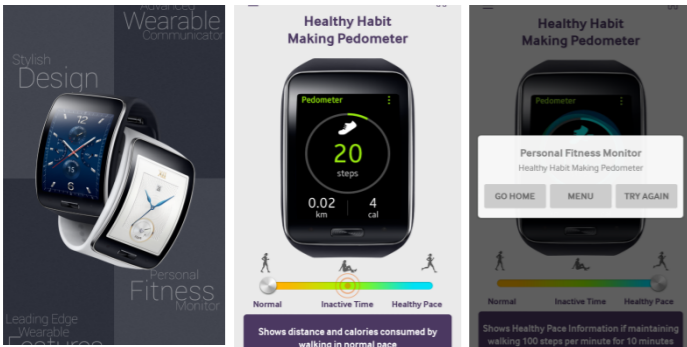 Advanced
Wearable
Communicator
Stylish
Design
12
Personal
Fitness
Monitor
Leading Edge
Wearable
Features
Healthy Habit
Making Pedometer
Pedometer
20
steps
0.02
km
4
cal
Normal
Inactive Time
Healthy Pace
Shows distance and calories consumed by
walking in normal pace
Healthy Habit
Making Pedometer
Pedometer
Personal Fitness Monitor
Healthy Habit Making Pedometer
GO HOME
MENU
TRY AGAIN
Normal
Inactive Time
Healthy Pace
Shows Healthy Pace Information if maintaining
walking 100 steps per minute for 10 minutes